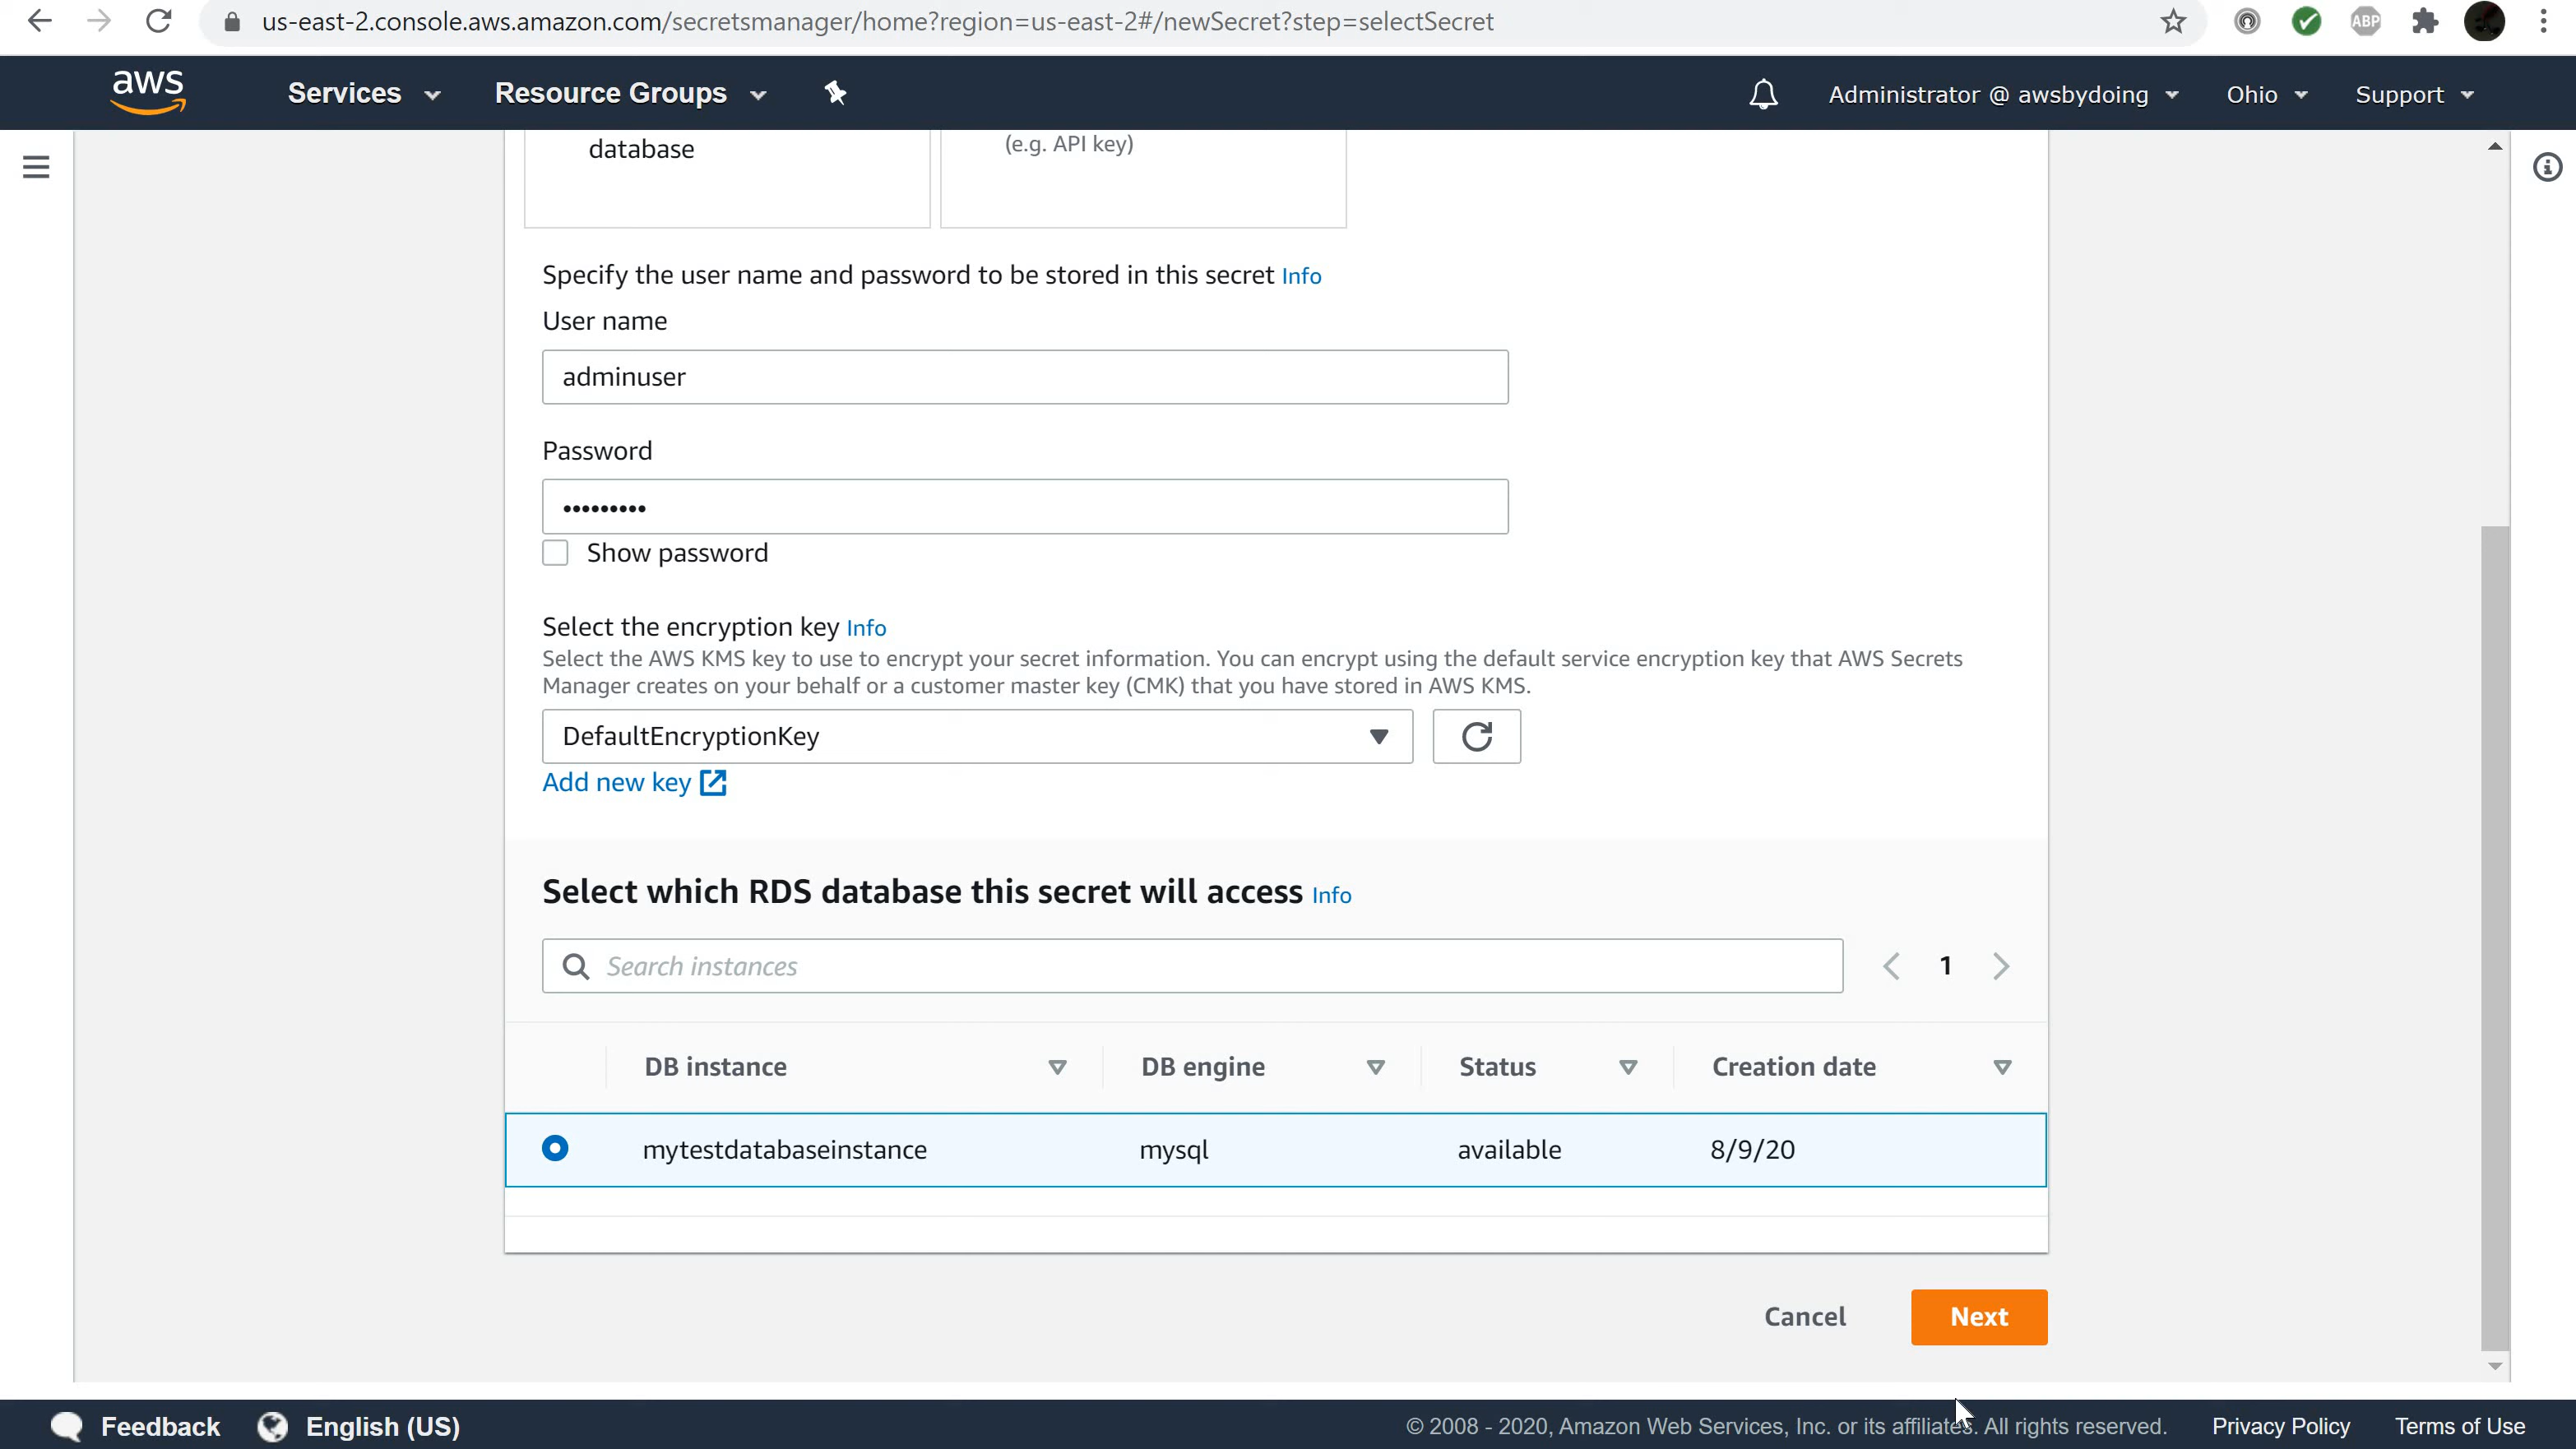 us-east-2.console.aws.amazon.com/secretsmanager/home?region=us-east-2#/newSecret?step=selectSecret
ABP
aws
Services
Resource Groups
Administrator @ awsbydoing
Ohio
Support
database
(e.g. API key)
Specify the user name and password to be stored in this secret Info
User name
adminuser
Password
•••••••••
Show password
Select the encryption key Info
Select the AWS KMS key to use to encrypt your secret information. You can encrypt using the default service encryption key that AWS Secrets
Manager creates on your behalf or a customer master key (CMK) that you have stored in AWS KMS.
DefaultEncryptionKey
Add new key
Select which RDS database this secret will access Info
Search instances
1
DB instance
DB engine
Status
Creation date
mytestdatabaseinstance
mysql
available
8/9/20
Cancel
Next
Feedback
English (US)
© 2008 - 2020, Amazon Web Services, Inc. or its affiliates. All rights reserved.
Privacy Policy
Terms of Use